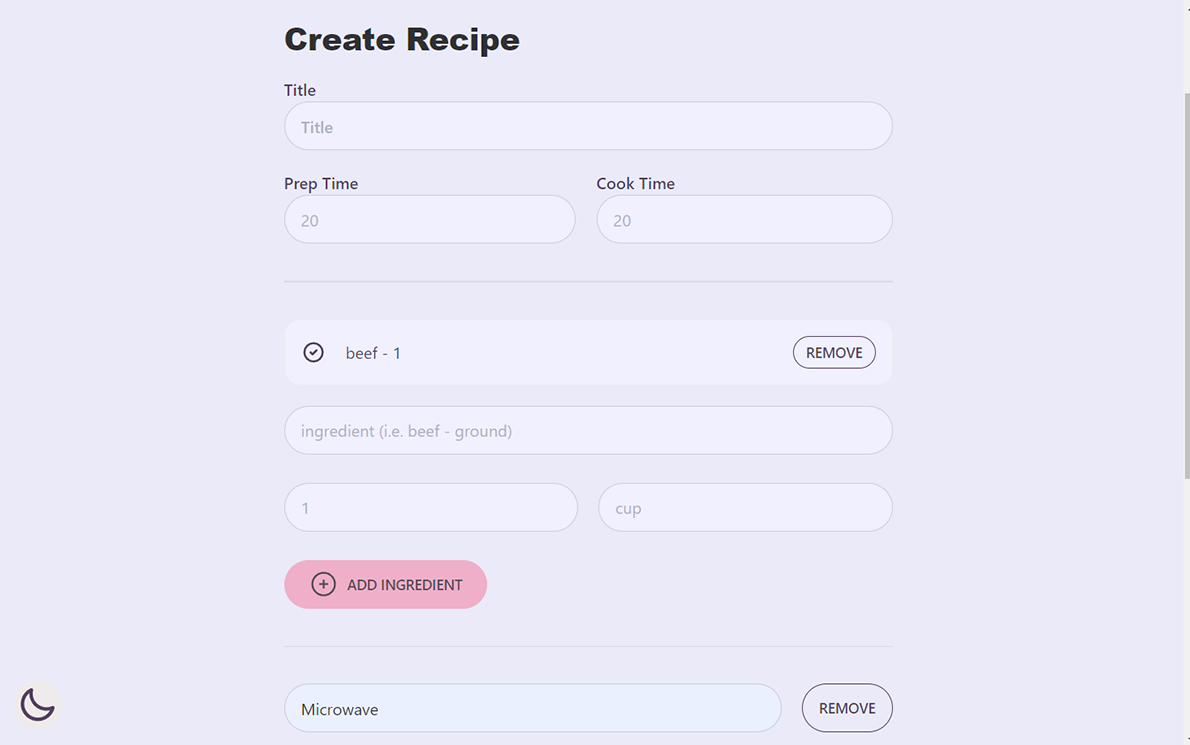 Create Recipe
Title
Title
Prep Time Cook Time
20 20
beef - 1 REMOVE
ingredient (i.e. beef - ground)
1 cup
ADD INGREDIENT
Microwave REMOVE